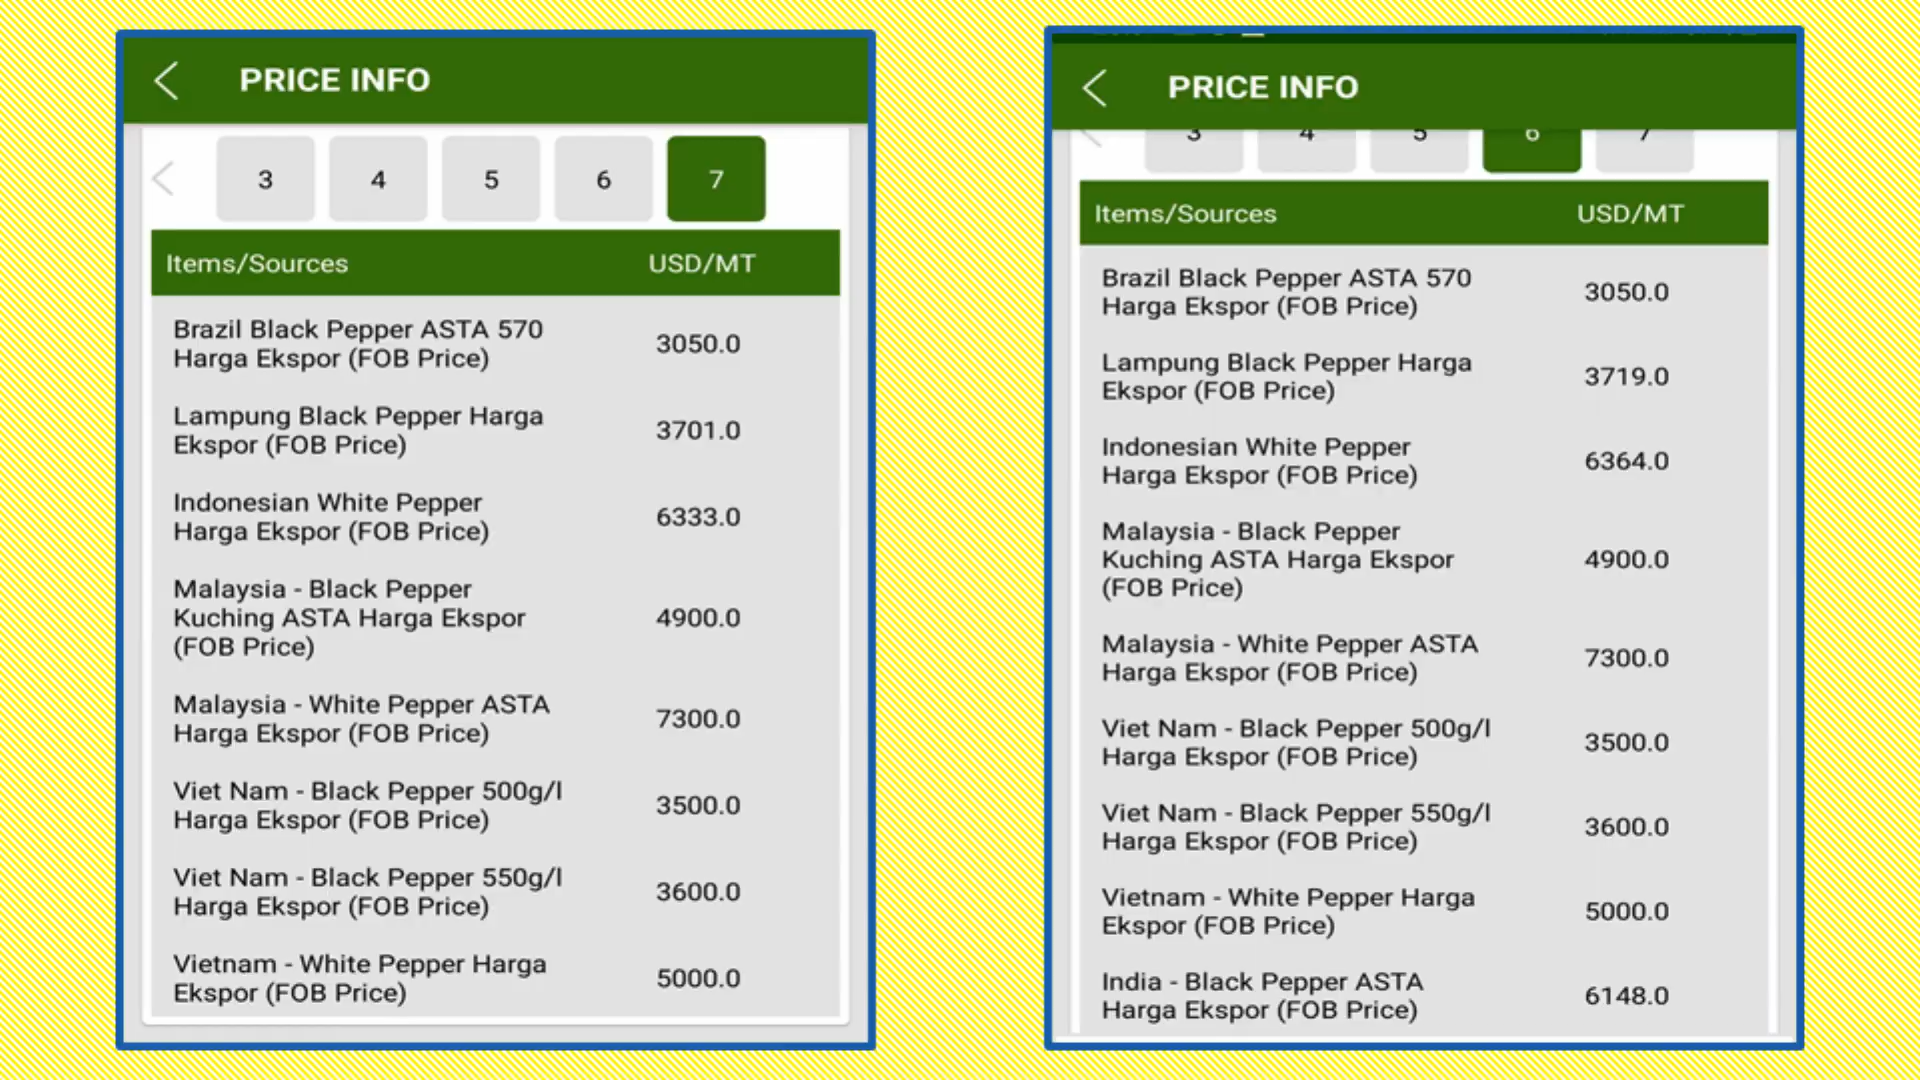 PRICE INFO
3 4 5 6 7
Items/Sources USD/MT
Brazil Black Pepper ASTA 570
Harga Ekspor (FOB Price)
3050.0
Lampung Black Pepper Harga
Ekspor (FOB Price)
3701.0
Indonesian White Pepper
Harga Ekspor (FOB Price)
6333.0
Malaysia - Black Pepper
Kuching ASTA Harga Ekspor
(FOB Price)
4900.0
Malaysia - White Pepper ASTA
Harga Ekspor (FOB Price)
7300.0
Viet Nam - Black Pepper 500g/l
Harga Ekspor (FOB Price)
3500.0
Viet Nam - Black Pepper 550g/l
Harga Ekspor (FOB Price)
3600.0
Vietnam - White Pepper Harga
Ekspor (FOB Price)
5000.0
PRICE INFO
3 4 5 6 7
Items/Sources USD/MT
Brazil Black Pepper ASTA 570
Harga Ekspor (FOB Price)
3050.0
Lampung Black Pepper Harga
Ekspor (FOB Price)
3719.0
Indonesian White Pepper
Harga Ekspor (FOB Price)
6364.0
Malaysia - Black Pepper
Kuching ASTA Harga Ekspor
(FOB Price)
4900.0
Malaysia - White Pepper ASTA
Harga Ekspor (FOB Price)
7300.0
Viet Nam - Black Pepper 500g/l
Harga Ekspor (FOB Price)
3500.0
Viet Nam - Black Pepper 550g/l
Harga Ekspor (FOB Price)
3600.0
Vietnam - White Pepper Harga
Ekspor (FOB Price)
5000.0
India - Black Pepper ASTA
Harga Ekspor (FOB Price)
6148.0